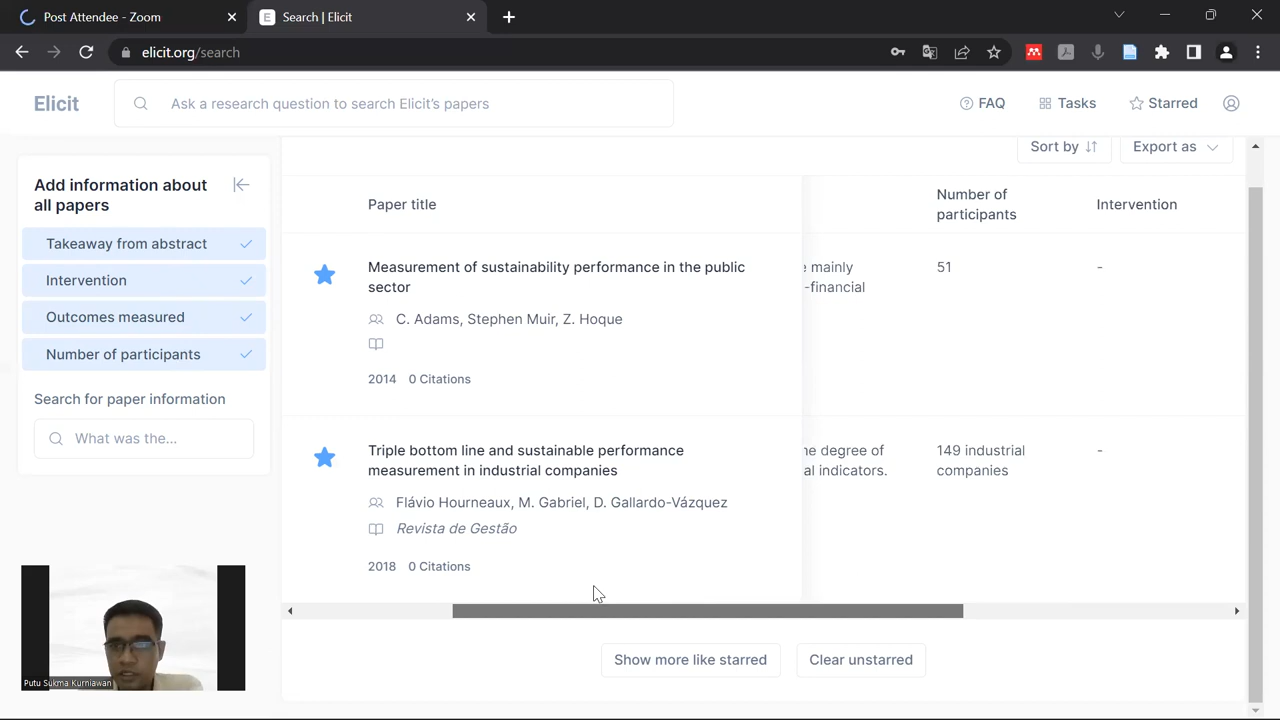 Post Attendee - Zoom
Search | Elicit
elicit.org/search
Elicit
Ask a research question to search Elicit's papers
FAQ
Tasks
Starred
Add information about
all papers
Takeaway from abstract
Intervention
Outcomes measured
Number of participants
Search for paper information
What was the...
Sort by
Export as
Paper title
Number of
participants
Intervention
Measurement of sustainability performance in the public
sector
C. Adams, Stephen Muir, Z. Hoque
2014 0 Citations
e mainly
-financial
51
-
Triple bottom line and sustainable performance
measurement in industrial companies
Flávio Hourneaux, M. Gabriel, D. Gallardo-Vázquez
Revista de Gestão
2018 0 Citations
he degree of
al indicators.
149 industrial
companies
-
Show more like starred
Clear unstarred
Putu Sukma Kurniawan